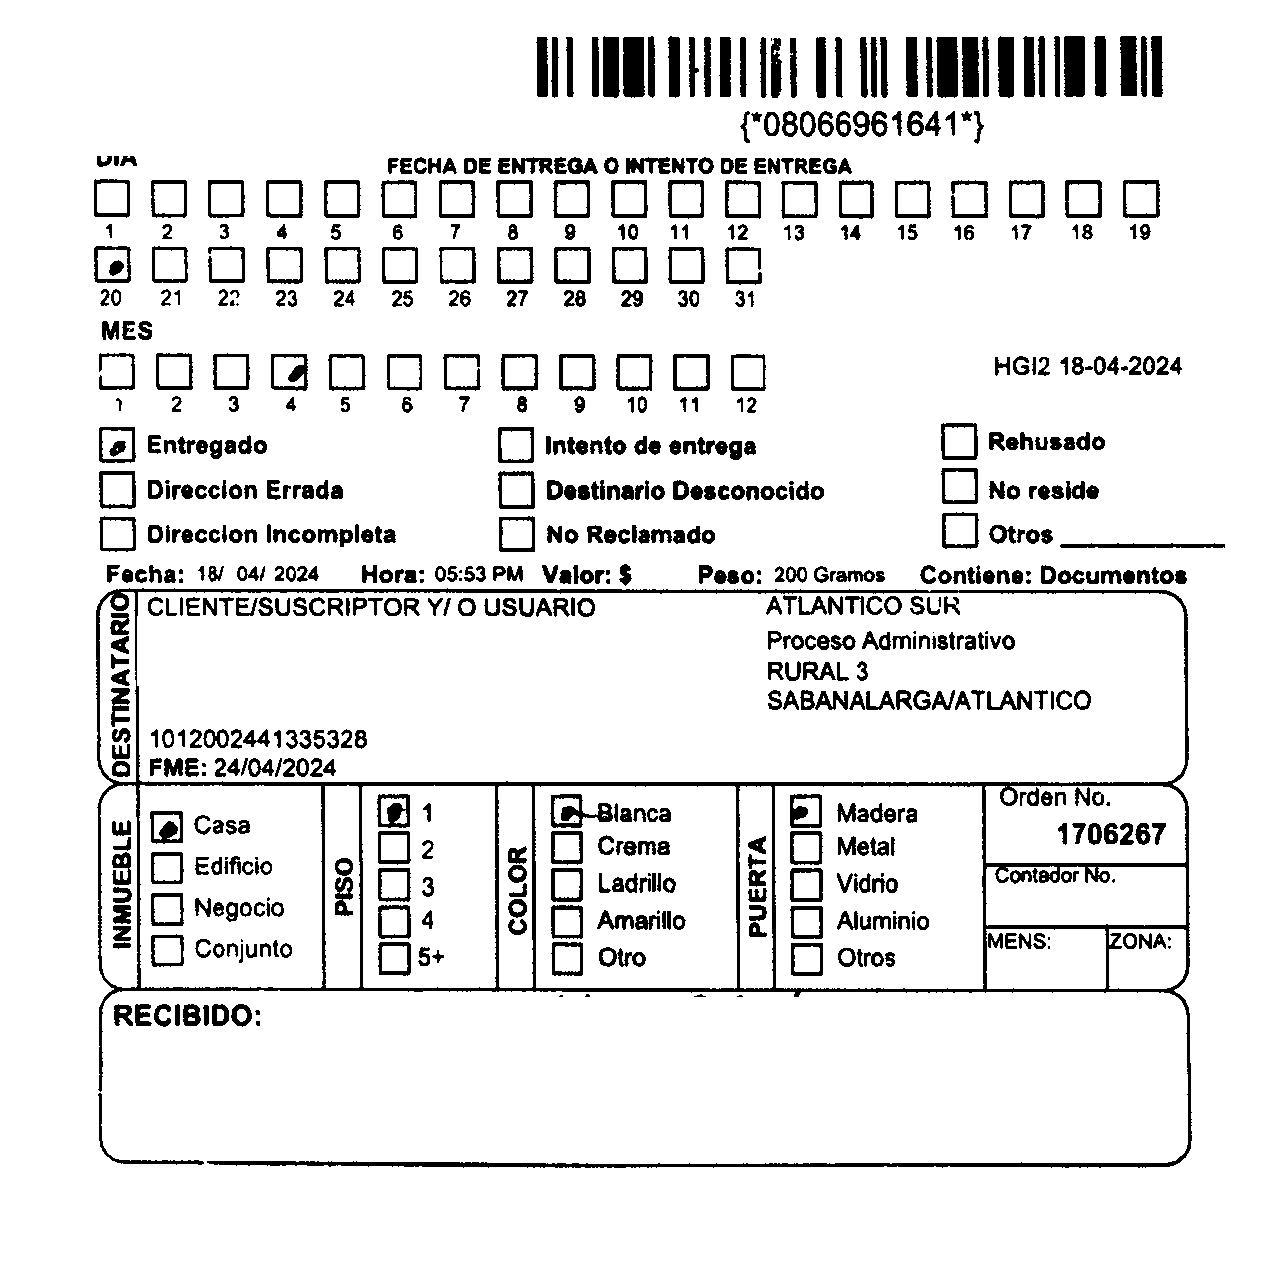 {*08066961641*}
DIA FECHA DE ENTREGA O INTENTO DE ENTREGA
1 2 3 4 5 6 7 8 9 10 11 12 13 14 15 16 17 18 19
20 21 22 23 24 25 26 27 28 29 30 31
MES
HGI2 18-04-2024
1 2 3 4 5 6 7 8 9 10 11 12
Entregado Intento de entrega Rehusado
Direccion Errada Destinario Desconocido No reside
Direccion Incompleta No Reclamado Otros
Fecha: 18/ 04/ 2024 Hora: 05:53 PM Valor: $ Peso: 200 Gramos Contiene: Documentos
DESTINATARIO
CLIENTE/SUSCRIPTOR Y/ O USUARIO
ATLANTICO SUR
Proceso Administrativo
RURAL 3
SABANALARGA/ATLANTICO
1012002441335328
FME: 24/04/2024
INMUEBLE
Casa
Edificio
Negocio
Conjunto
PISO
1
2
3
4
5+
COLOR
Blanca
Crema
Ladrillo
Amarillo
Otro
PUERTA
Madera
Metal
Vidrio
Aluminio
Otros
Orden No.
1706267
Contador No.
MENS: ZONA:
RECIBIDO: